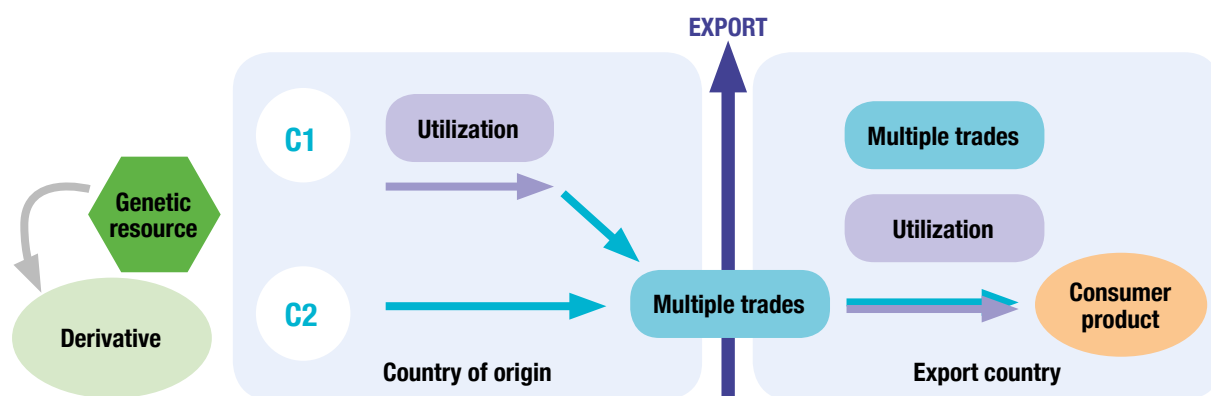 EXPORT
C1
Utilization
Multiple trades
Genetic
resource
Utilization
Derivative
C2
Multiple trades
Consumer
product
Country of origin
Export country